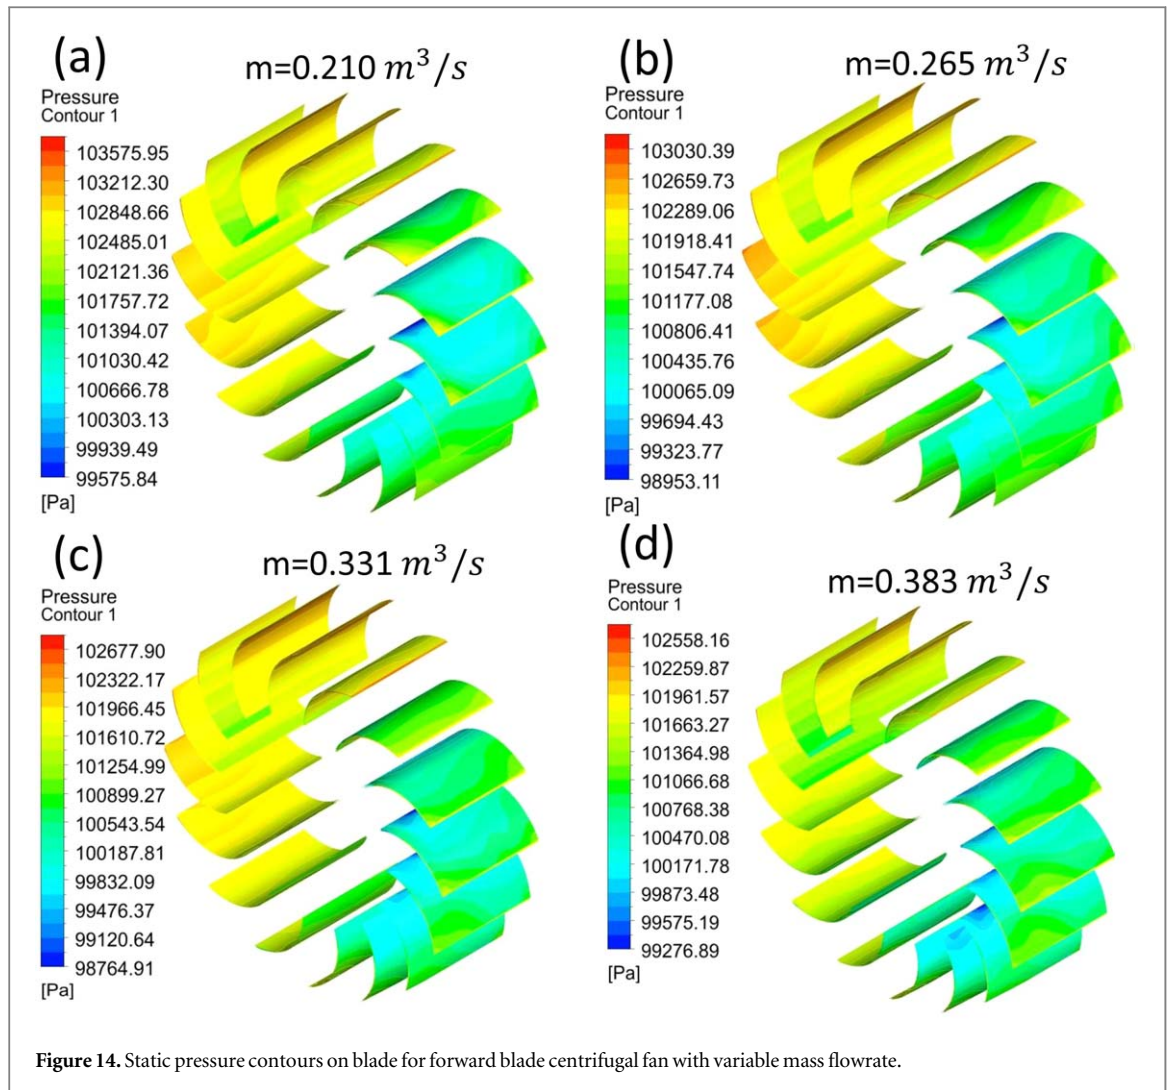 (a)
m=0.210 m³/s
Pressure
Contour 1
103575.95
103212.30
102848.66
102485.01
102121.36
101757.72
101394.07
101030.42
100666.78
100303.13
99939.49
99575.84
[Pa]
(b)
m=0.265 m³/s
Pressure
Contour 1
103030.39
102659.73
102289.06
101918.41
101547.74
101177.08
100806.41
100435.76
100065.09
99694.43
99323.77
98953.11
[Pa]
(c)
m=0.331 m³/s
Pressure
Contour 1
102677.90
102322.17
101966.45
101610.72
101254.99
100899.27
100543.54
100187.81
99832.09
99476.37
99120.64
98764.91
[Pa]
(d)
m=0.383 m³/s
Pressure
Contour 1
102558.16
102259.87
101961.57
101663.27
101364.98
101066.68
100768.38
100470.08
100171.78
99873.48
99575.19
99276.89
[Pa]
Figure 14. Static pressure contours on blade for forward blade centrifugal fan with variable mass flowrate.